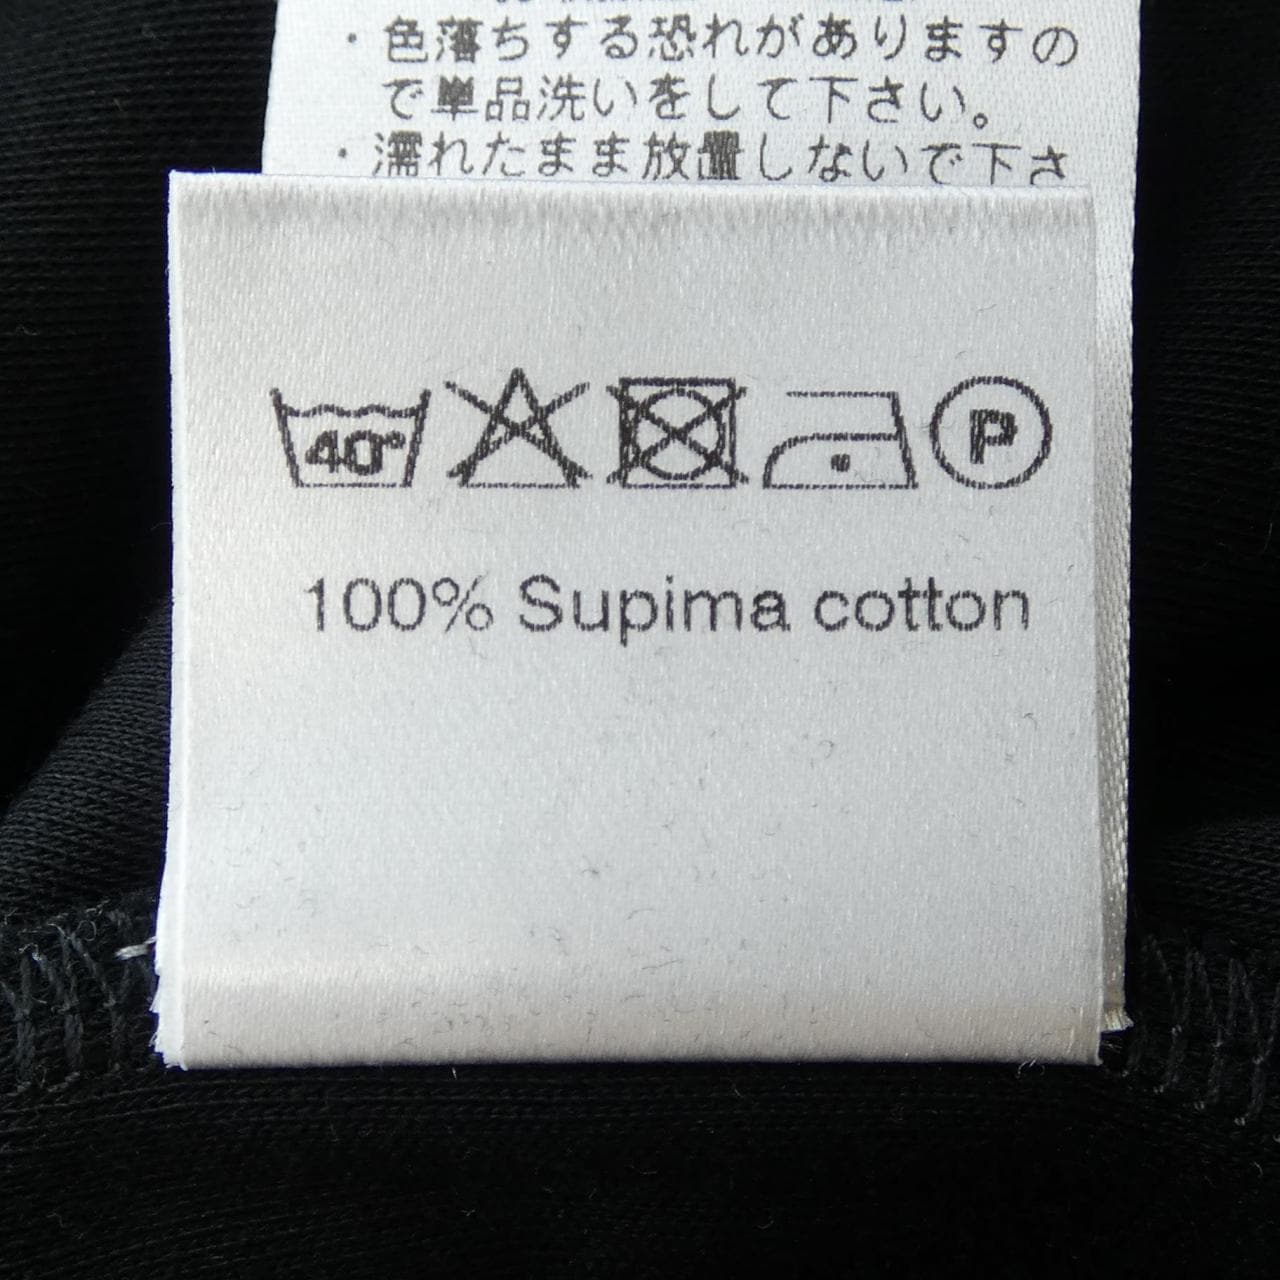 ・色落ちする恐れがありますの
で単品洗いをして下さい。
・濡れたまま放置しないで下さ
40°
P
100% Supima cotton